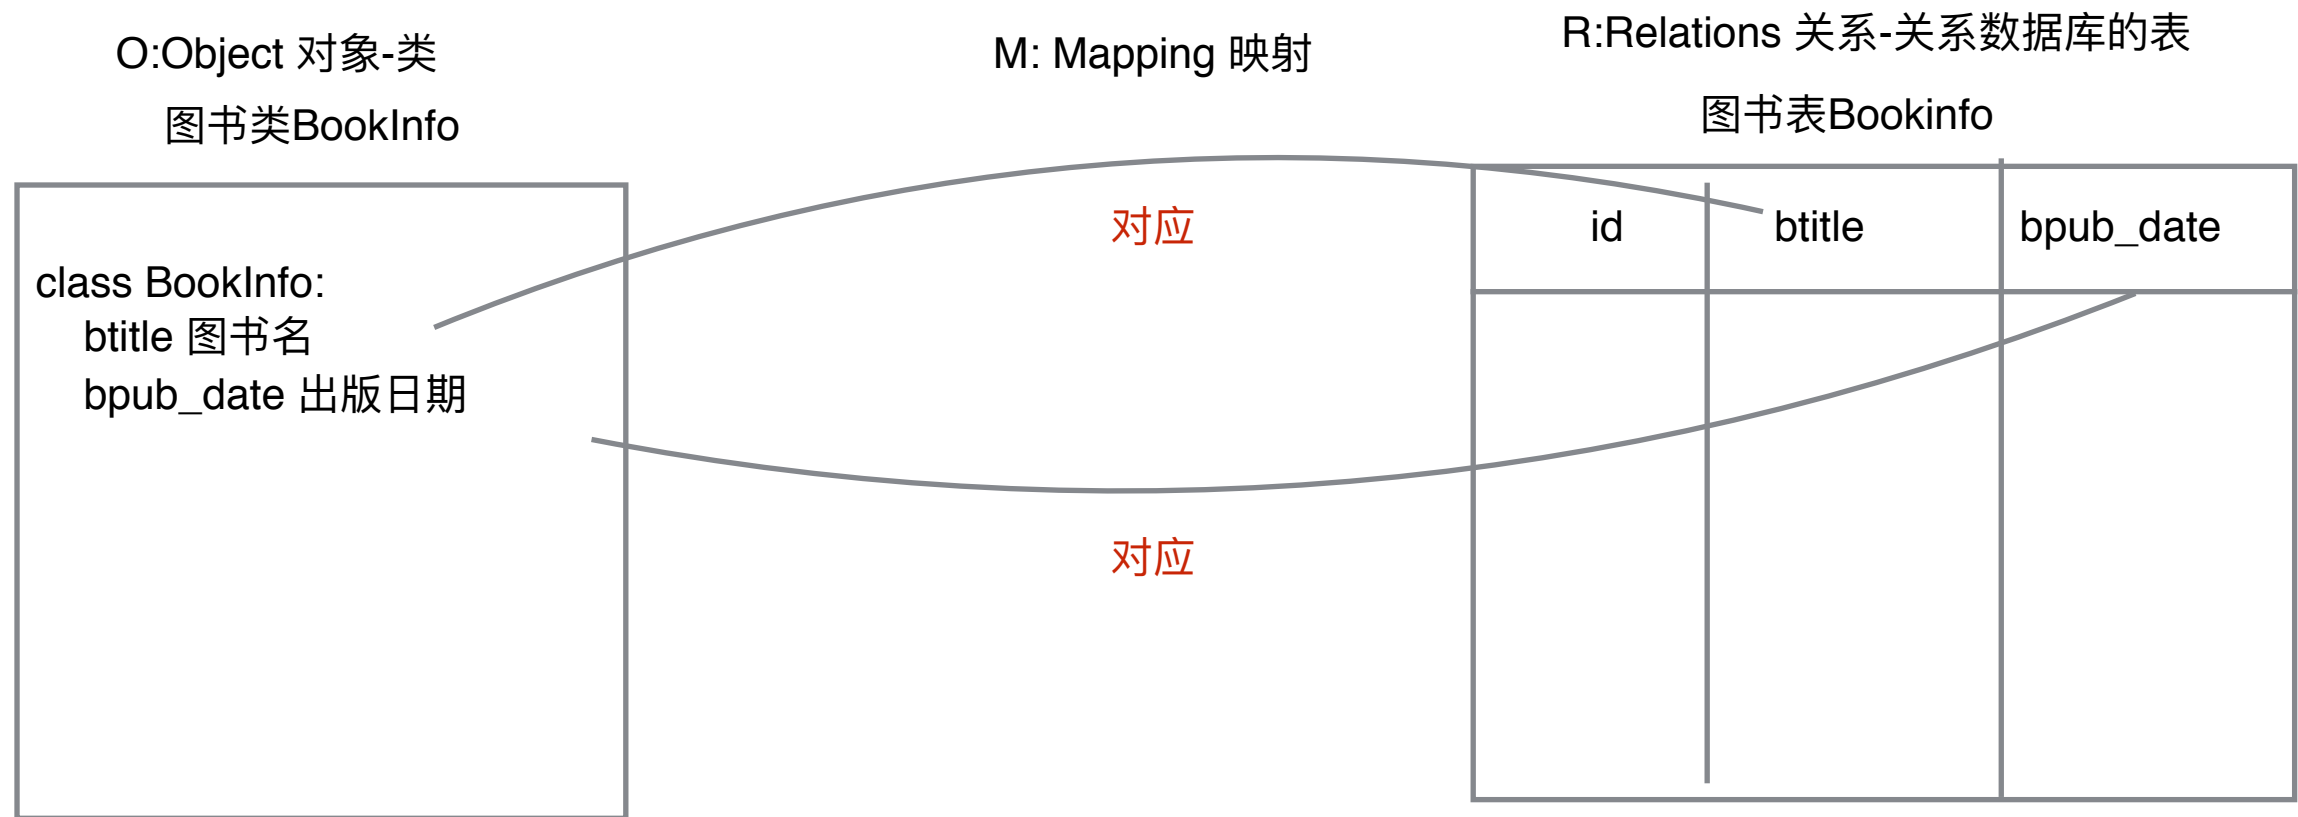 O:Object 对象-类
图书类BookInfo
M: Mapping 映射
R:Relations 关系-关系数据库的表
图书表Bookinfo
class BookInfo:
btitle 图书名
bpub_date 出版日期
对应
对应
id btitle bpub_date